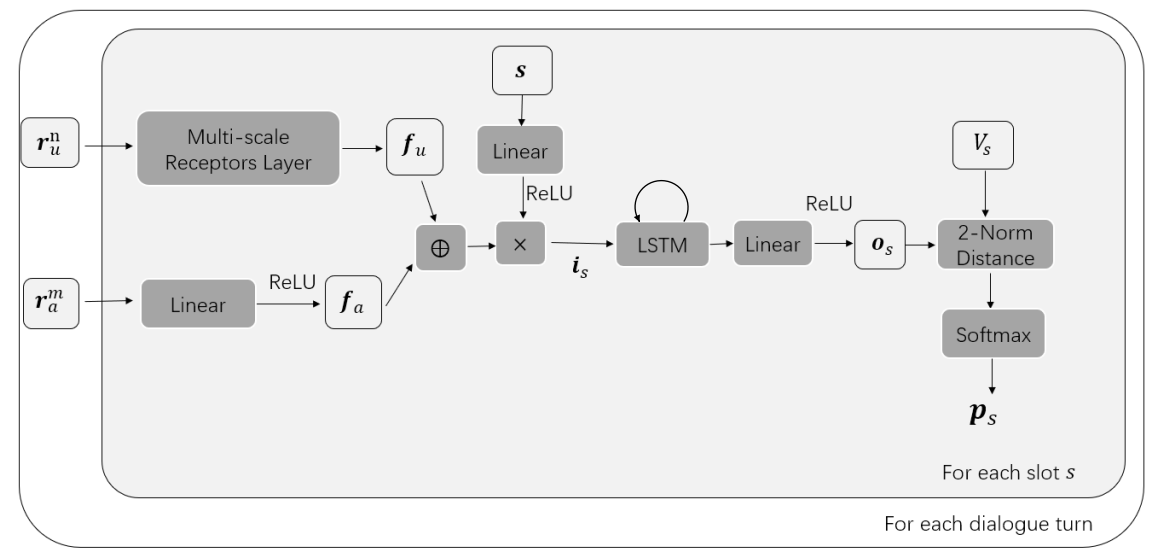 s
r_u^n
Multi-scale
Receptors Layer
f_u
Linear
V_s
ReLU
ReLU
⊕
×
LSTM
Linear
o_s
2-Norm
Distance
i_s
r_a^m
Linear
ReLU
f_a
Softmax
p_s
For each slot s
For each dialogue turn